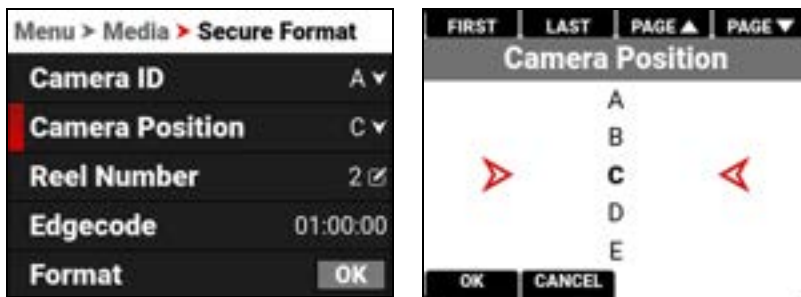 Menu > Media > Secure Format
Camera ID A
Camera Position C
Reel Number 2
Edgecode 01:00:00
Format OK
FIRST LAST PAGE▲ PAGE▼
Camera Position
A
B
C
D
E
OK CANCEL